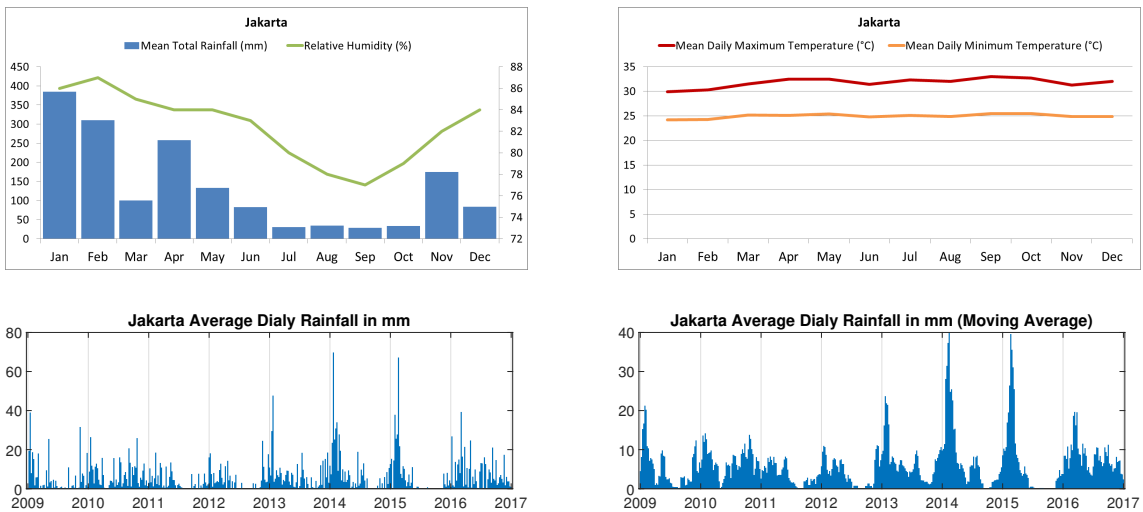 Jakarta
Mean Total Rainfall (mm) Relative Humidity (%)
450 88
400 86
350 84
300 82
250 80
200 78
150 76
100 74
50 72
0
Jan Feb Mar Apr May Jun Jul Aug Sep Oct Nov Dec
Jakarta
Mean Daily Maximum Temperature (°C) Mean Daily Minimum Temperature (°C)
35
30
25
20
15
10
5
0
Jan Feb Mar Apr May Jun Jul Aug Sep Oct Nov Dec
Jakarta Average Dialy Rainfall in mm
80
60
40
20
0
2009 2010 2011 2012 2013 2014 2015 2016 2017
Jakarta Average Dialy Rainfall in mm (Moving Average)
40
30
20
10
0
2009 2010 2011 2012 2013 2014 2015 2016 2017